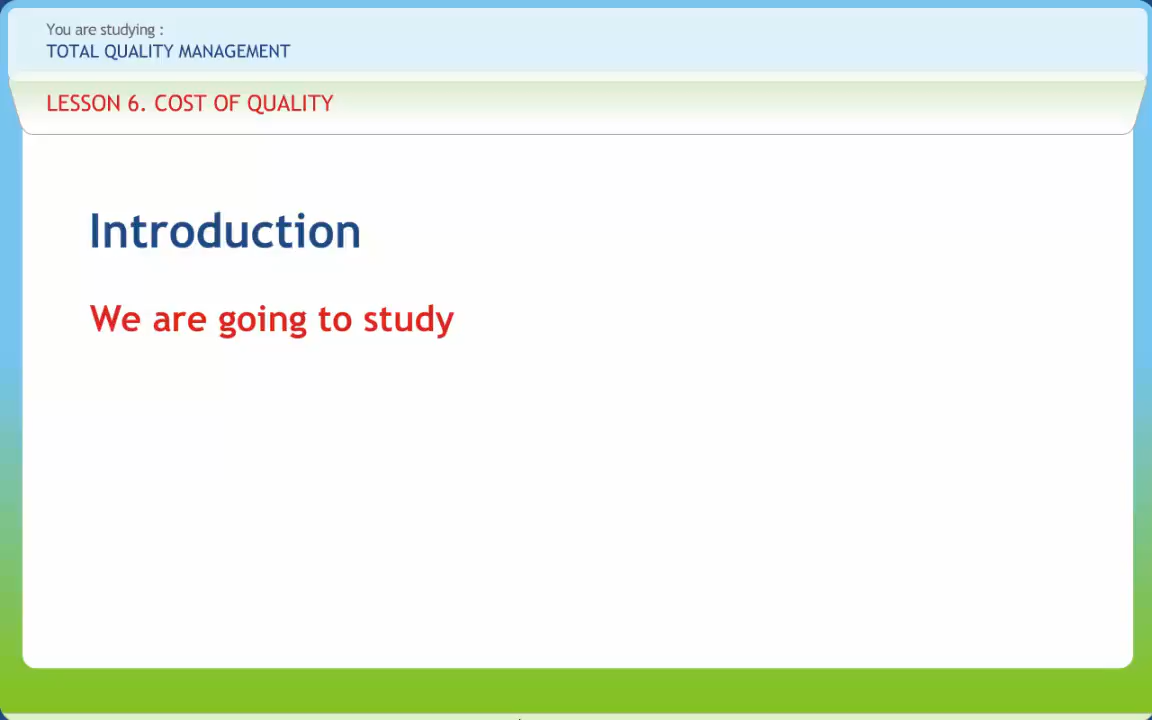 You are studying :
TOTAL QUALITY MANAGEMENT
LESSON 6. COST OF QUALITY
Introduction
We are going to study